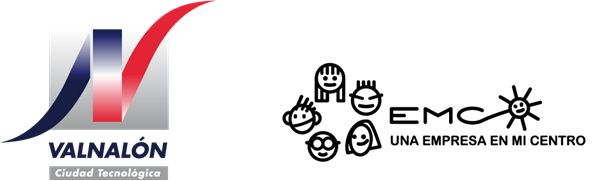 VALNALÓN
Ciudad Tecnológica
EMC
UNA EMPRESA EN MI CENTRO